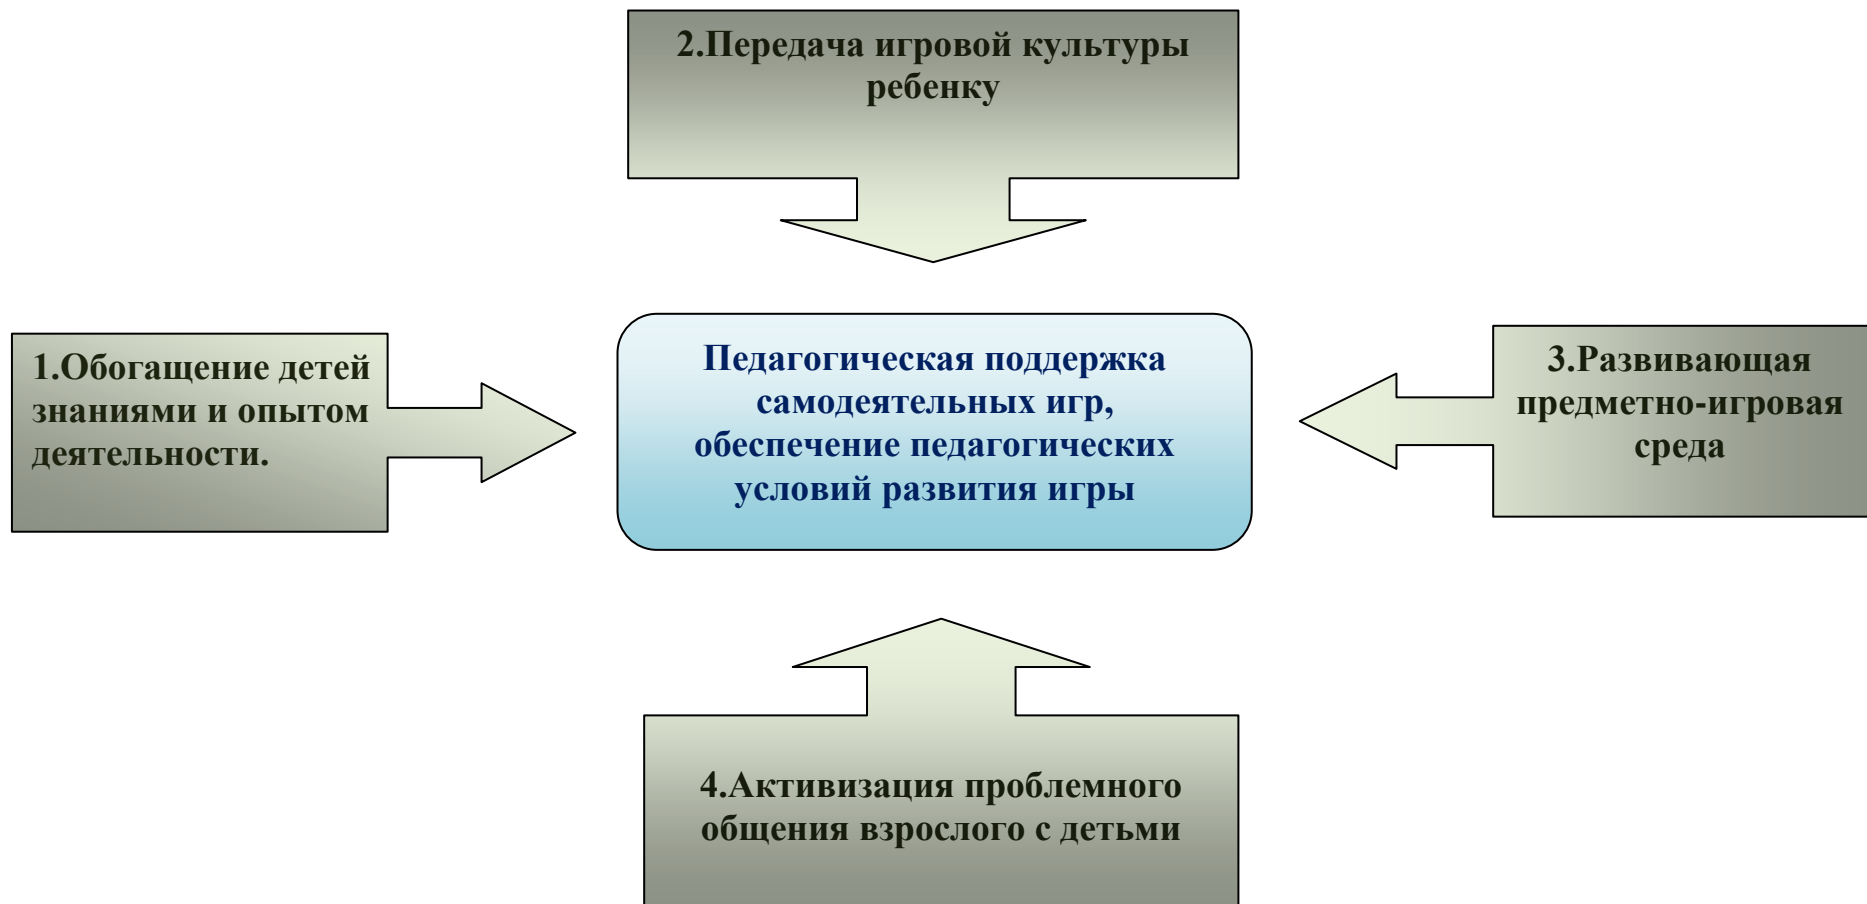 2.Передача игровой культуры
ребенку
1.Обогащение детей
знаниями и опытом
деятельности.
Педагогическая поддержка
самодеятельных игр,
обеспечение педагогических
условий развития игры
3.Развивающая
предметно-игровая
среда
4.Активизация проблемного
общения взрослого с детьми